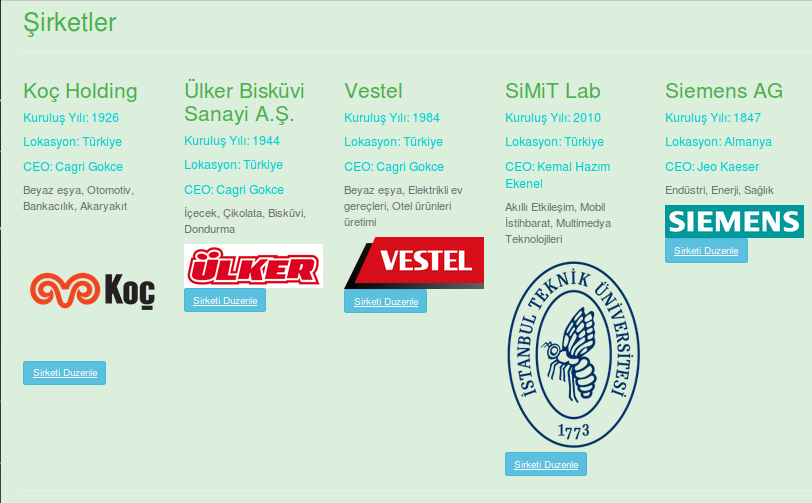 Şirketler
Koç Holding
Kuruluş Yılı: 1926
Lokasyon: Türkiye
CEO: Cagri Gokce
Beyaz eşya, Otomotiv,
Bankacılık, Akaryakıt
Koç
Sirketi Duzenle
Ülker Bisküvi
Sanayi A.Ş.
Kuruluş Yılı: 1944
Lokasyon: Türkiye
CEO: Cagri Gokce
İçecek, Çikolata, Bisküvi,
Dondurma
ÜLKER
Sirketi Duzenle
Vestel
Kuruluş Yılı: 1984
Lokasyon: Türkiye
CEO: Cagri Gokce
Beyaz eşya, Elektrikli ev
gereçleri, Otel ürünleri
üretimi
VESTEL
Sirketi Duzenle
SiMiT Lab
Kuruluş Yılı: 2010
Lokasyon: Türkiye
CEO: Kemal Hazım
Ekenel
Akıllı Etkileşim, Mobil
İstihbarat, Multimedya
Teknolojileri
İSTANBUL TEKNİK ÜNİVERSİTESİ
1773
Sirketi Duzenle
Siemens AG
Kuruluş Yılı: 1847
Lokasyon: Almanya
CEO: Jeo Kaeser
Endüstri, Enerji, Sağlık
SIEMENS
Sirketi Duzenle